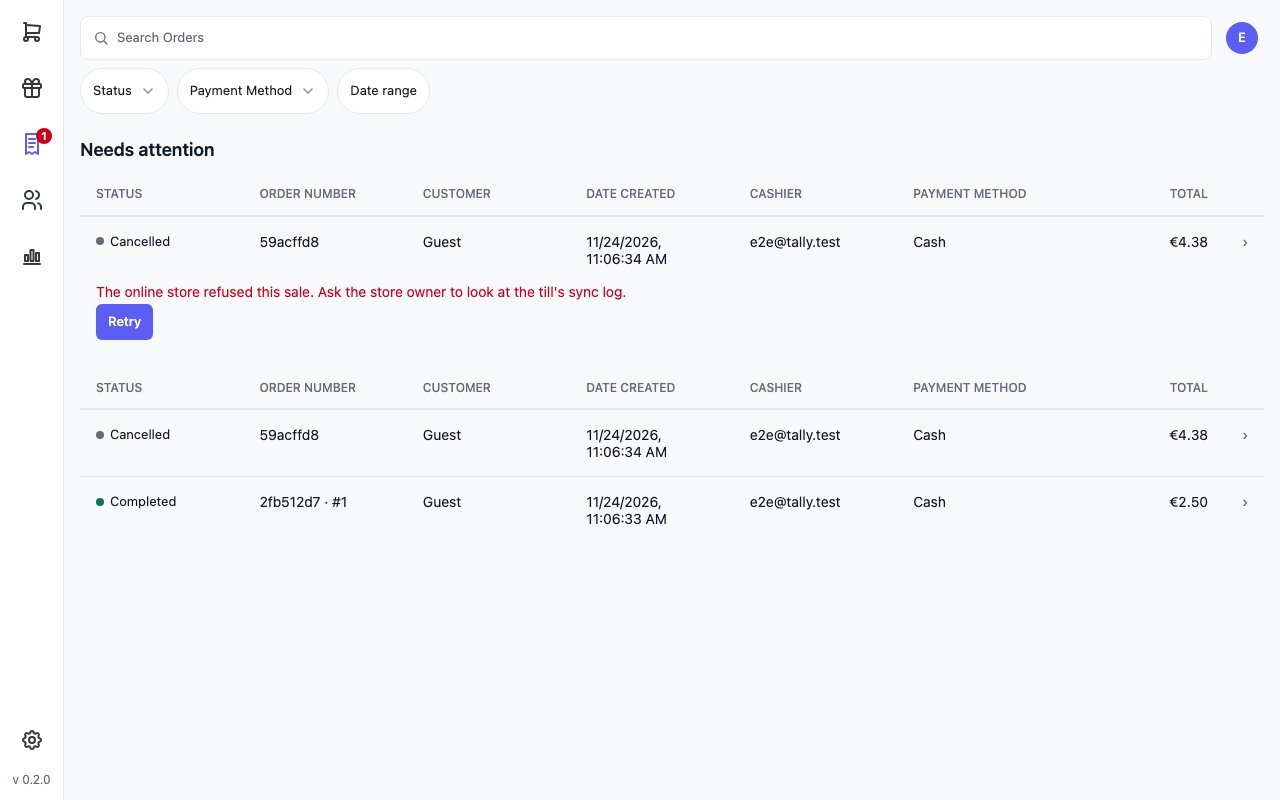 Search Orders
E
Status
Payment Method
Date range
1
Needs attention
STATUS ORDER NUMBER CUSTOMER DATE CREATED CASHIER PAYMENT METHOD TOTAL
Cancelled 59acffd8 Guest 11/24/2026, e2e@tally.test Cash €4.38 ›
11:06:34 AM
The online store refused this sale. Ask the store owner to look at the till's sync log.
Retry
STATUS ORDER NUMBER CUSTOMER DATE CREATED CASHIER PAYMENT METHOD TOTAL
Cancelled 59acffd8 Guest 11/24/2026, e2e@tally.test Cash €4.38 ›
11:06:34 AM
Completed 2fb512d7 · #1 Guest 11/24/2026, e2e@tally.test Cash €2.50 ›
11:06:33 AM
v 0.2.0